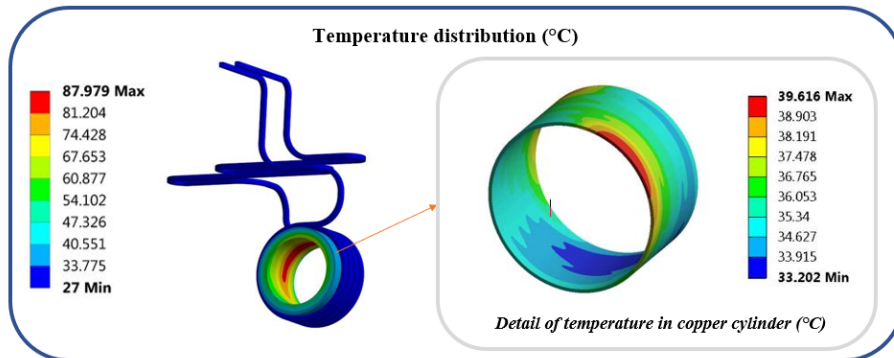 Temperature distribution (°C)
87.979 Max
81.204
74.428
67.653
60.877
54.102
47.326
40.551
33.775
27 Min
39.616 Max
38.903
38.191
37.478
36.765
36.053
35.34
34.627
33.915
33.202 Min
Detail of temperature in copper cylinder (°C)